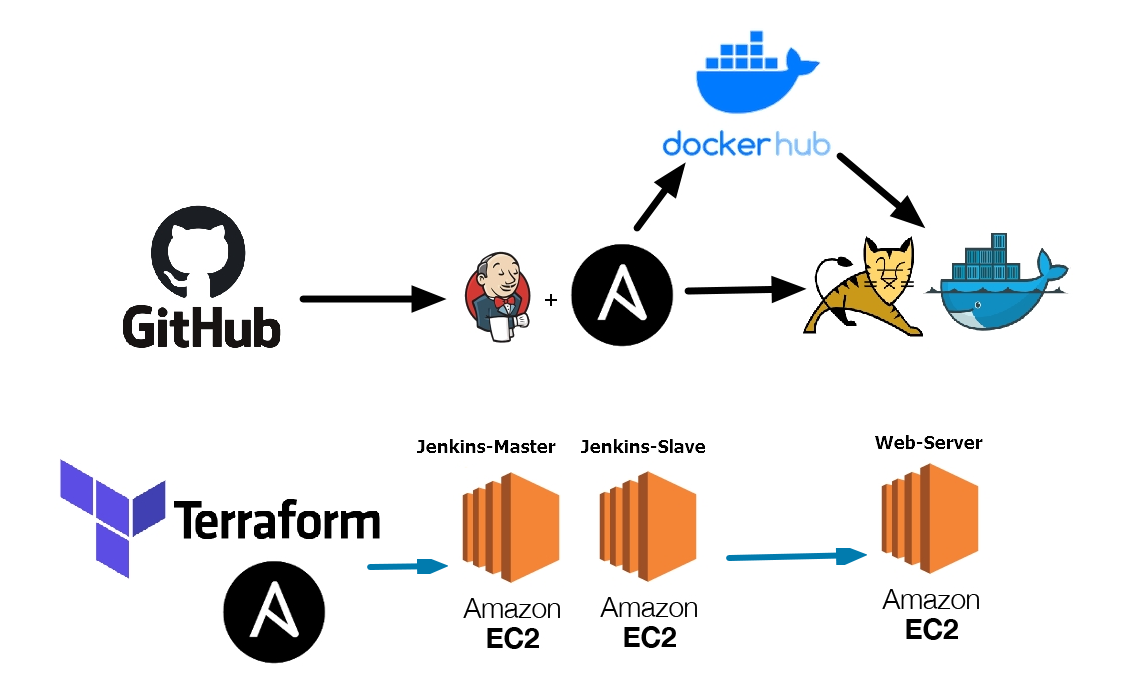 dockerhub
GitHub
+
Jenkins-Master
Jenkins-Slave
Web-Server
Terraform
Amazon
EC2
Amazon
EC2
Amazon
EC2